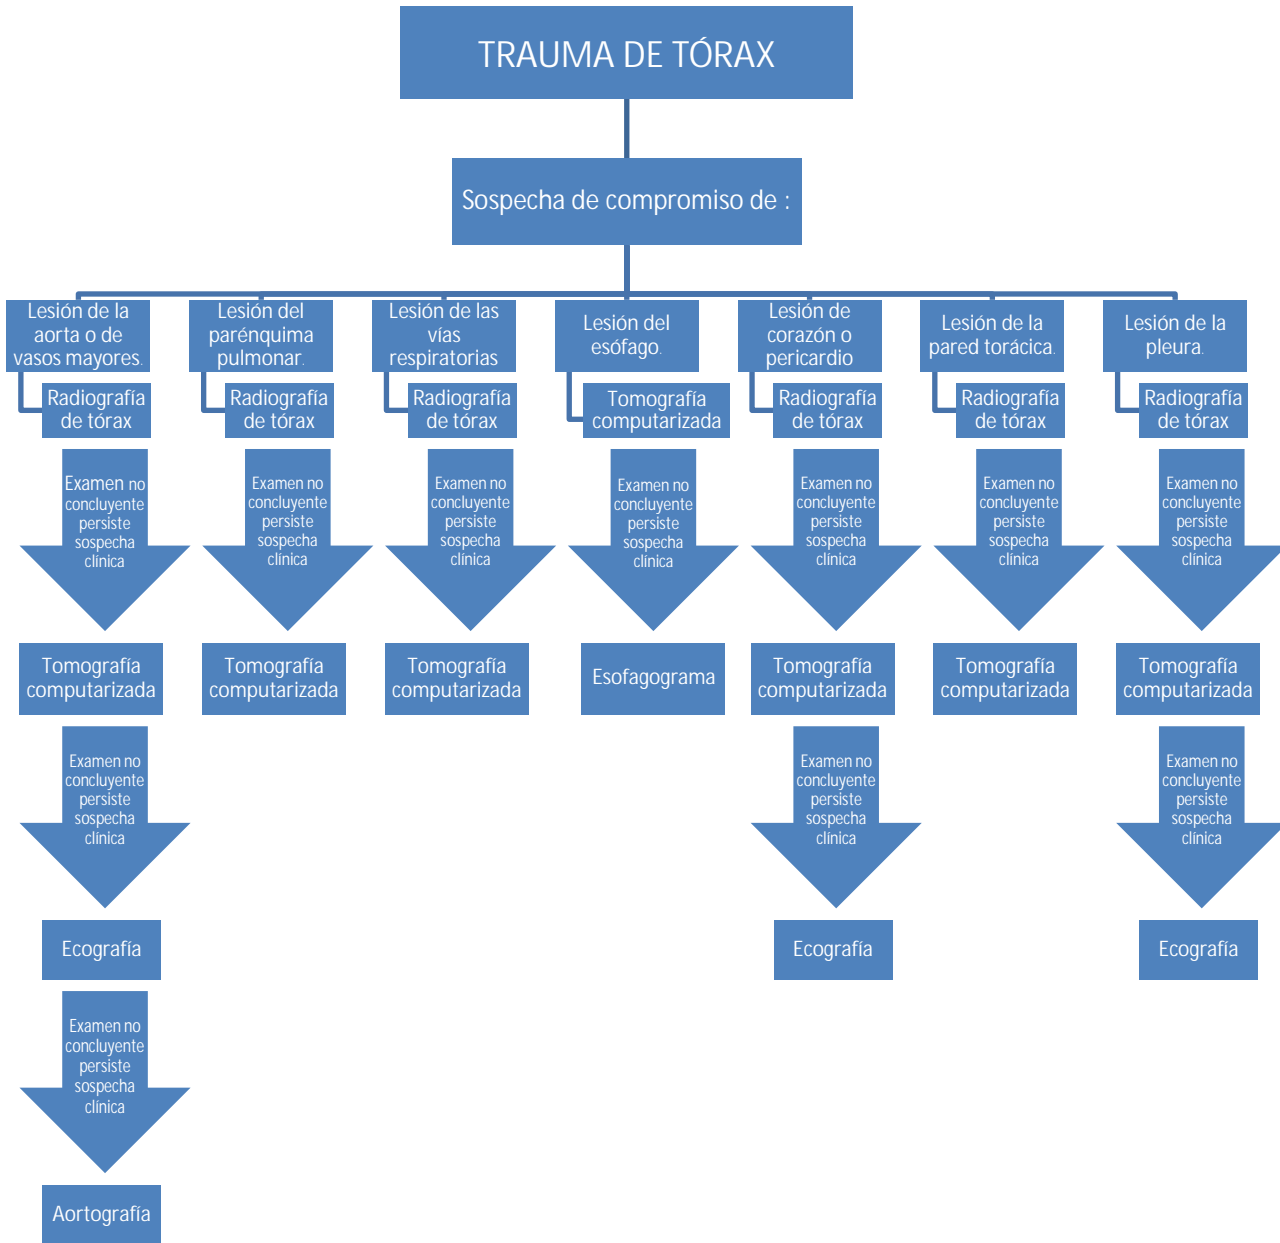 TRAUMA DE TÓRAX
Sospecha de compromiso de :
Lesión de la
aorta o de
vasos mayores.
Radiografía
de tórax
Examen no
concluyente
persiste
sospecha
clínica
Tomografía
computarizada
Examen no
concluyente
persiste
sospecha
clínica
Ecografía
Examen no
concluyente
persiste
sospecha
clínica
Aortografía
Lesión del
parénquima
pulmonar.
Radiografía
de tórax
Examen no
concluyente
persiste
sospecha
clínica
Tomografía
computarizada
Lesión de las
vías
respiratorias
Radiografía
de tórax
Examen no
concluyente
persiste
sospecha
clínica
Tomografía
computarizada
Lesión del
esófago.
Tomografía
computarizada
Examen no
concluyente
persiste
sospecha
clínica
Esofagograma
Lesión de
corazón o
pericardio
Radiografía
de tórax
Examen no
concluyente
persiste
sospecha
clínica
Tomografía
computarizada
Examen no
concluyente
persiste
sospecha
clínica
Ecografía
Lesión de la
pared torácica.
Radiografía
de tórax
Examen no
concluyente
persiste
sospecha
clínica
Tomografía
computarizada
Lesión de la
pleura.
Radiografía
de tórax
Examen no
concluyente
persiste
sospecha
clínica
Tomografía
computarizada
Examen no
concluyente
persiste
sospecha
clínica
Ecografía